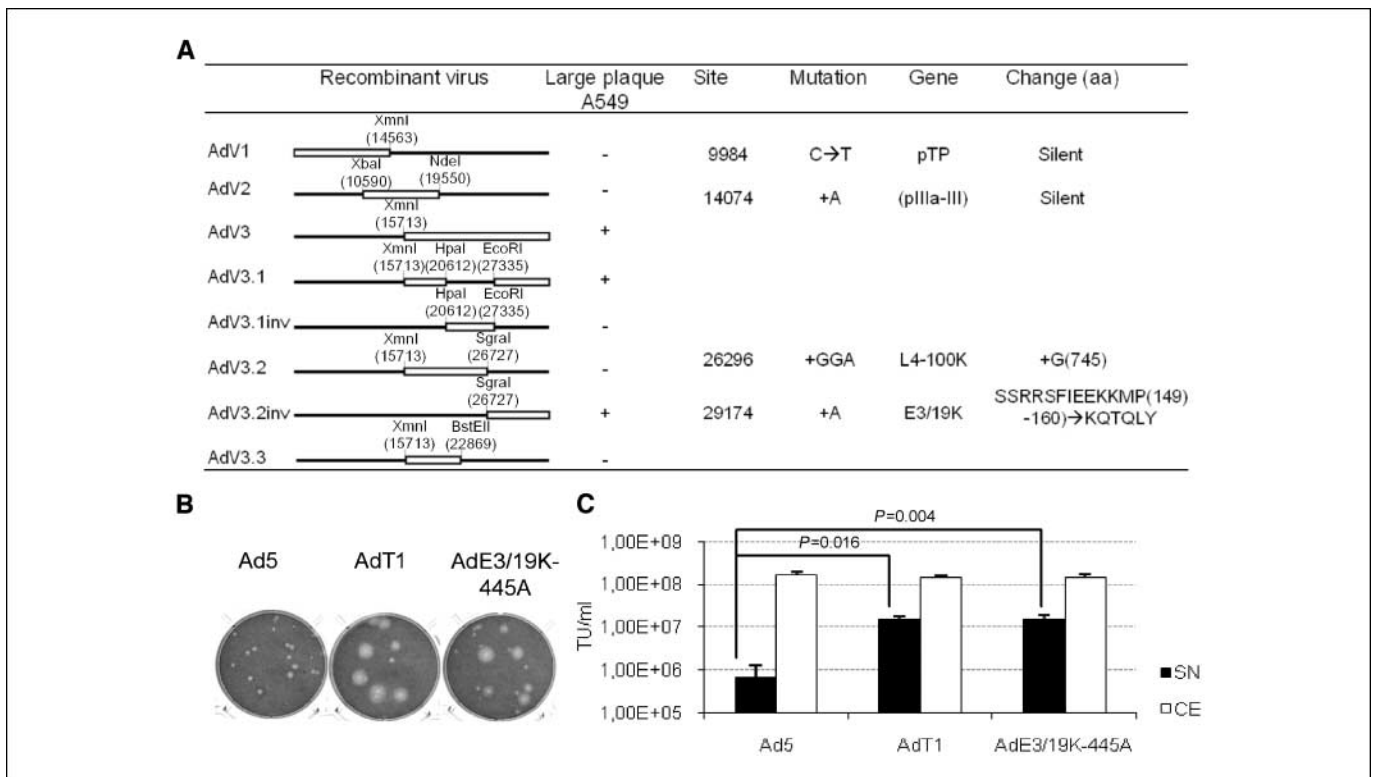 A
Recombinant virus Large plaque A549 Site Mutation Gene Change (aa)
XmnI
(14563)
AdV1 - 9984 C→T pTP Silent
XbaI NdeI
(10590) (19550)
AdV2 - 14074 +A (pIIIa-III) Silent
XmnI
(15713)
AdV3 +
XmnI HpaI EcoRI
(15713) (20612) (27335)
AdV3.1 +
HpaI EcoRI
(20612) (27335)
AdV3.1inv -
XmnI SgraI
(15713) (26727)
AdV3.2 - 26296 +GGA L4-100K +G(745)
SgraI
(26727)
AdV3.2inv + 29174 +A E3/19K SSRRSFIEEKKMP(149)
-160)→KQTQLY
XmnI BstEII
(15713) (22869)
AdV3.3 -
B
Ad5 AdT1 AdE3/19K-
445A
C
P=0.004
P=0.016
1,00E+09
1,00E+08
1,00E+07
1,00E+06
1,00E+05
TU/ml
Ad5 AdT1 AdE3/19K-445A
SN
CE